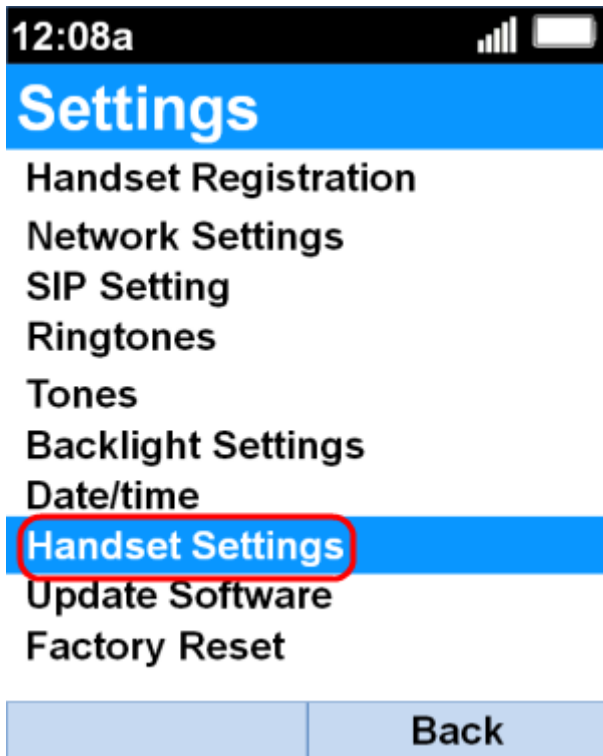 12:08a
Settings
Handset Registration
Network Settings
SIP Setting
Ringtones
Tones
Backlight Settings
Date/time
Handset Settings
Update Software
Factory Reset
Back